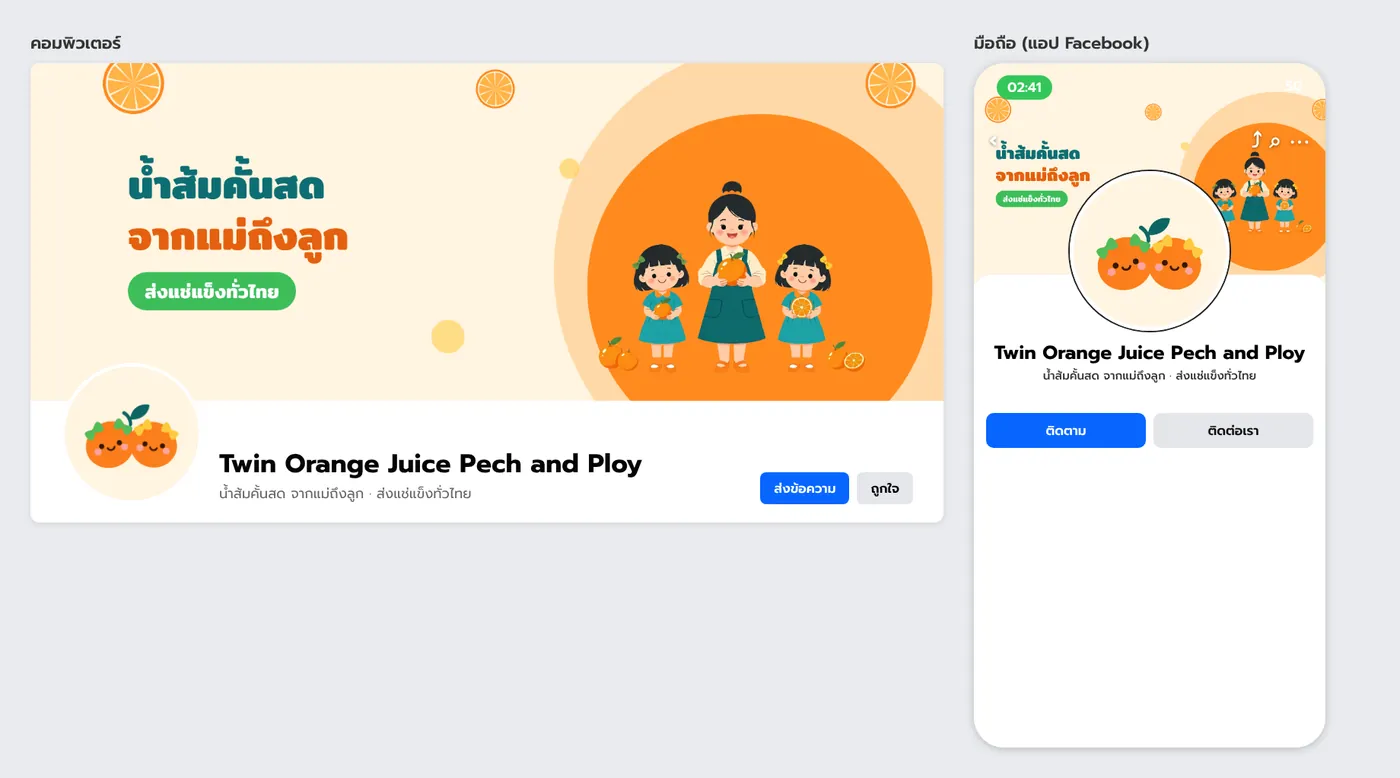 คอมพิวเตอร์
น้ำส้มคั้นสด
จากแม่ถึงลูก
ส่งแช่แข็งทั่วไทย
Twin Orange Juice Pech and Ploy
น้ำส้มคั้นสด จากแม่ถึงลูก · ส่งแช่แข็งทั่วไทย
ส่งข้อความ
ถูกใจ
มือถือ (แอป Facebook)
02:41
น้ำส้มคั้นสด
จากแม่ถึงลูก
ส่งแช่แข็งทั่วไทย
Twin Orange Juice Pech and Ploy
น้ำส้มคั้นสด จากแม่ถึงลูก · ส่งแช่แข็งทั่วไทย
ติดตาม
ติดต่อเรา